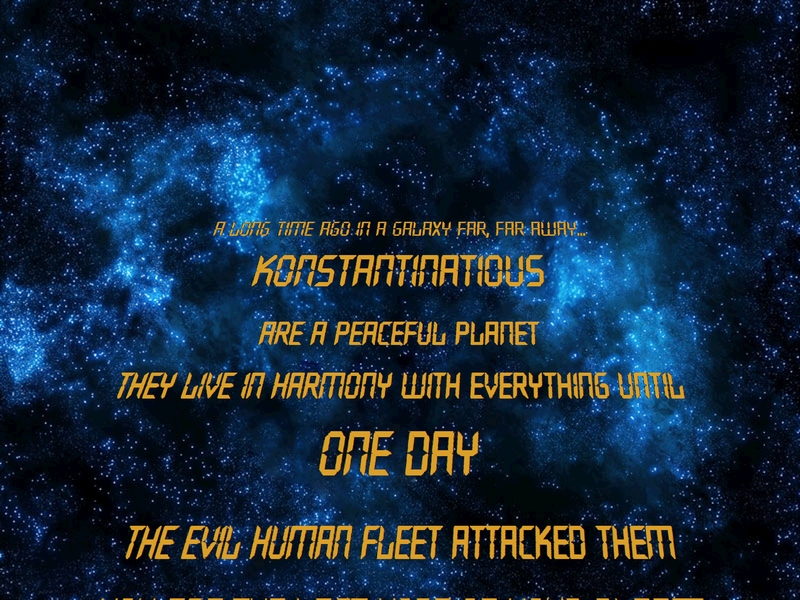 A LONG TIME AGO IN A GALAXY FAR, FAR AWAY...
KONSTANTINATIOUS
ARE A PEACEFUL PLANET
THEY LIVE IN HARMONY WITH EVERYTHING UNTIL
ONE DAY
THE EVIL HUMAN FLEET ATTACKED THEM